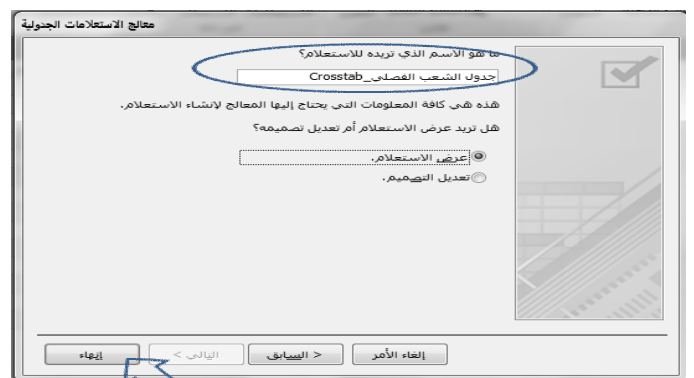 معالج الاستعلامات الجدولية
ما هو الاسم الذي تريده للاستعلام؟
جدول الشعب الفصلي_Crosstab
هذه هي كافة المعلومات التي يحتاج إليها المعالج لإنشاء الاستعلام.
هل تريد عرض الاستعلام أم تعديل تصميمه؟
عرض الاستعلام.
تعديل التصميم.
إلغاء الأمر
< السابق
التالي >
إنهاء